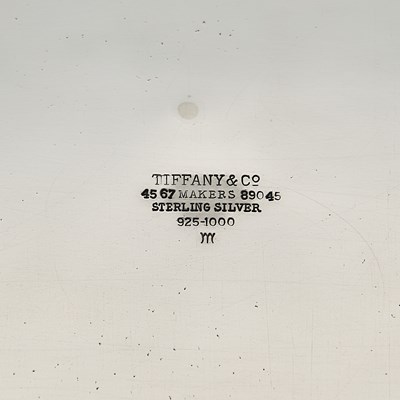 TIFFANY & Co
4567 MAKERS 89045
STERLING SILVER
925-1000
m